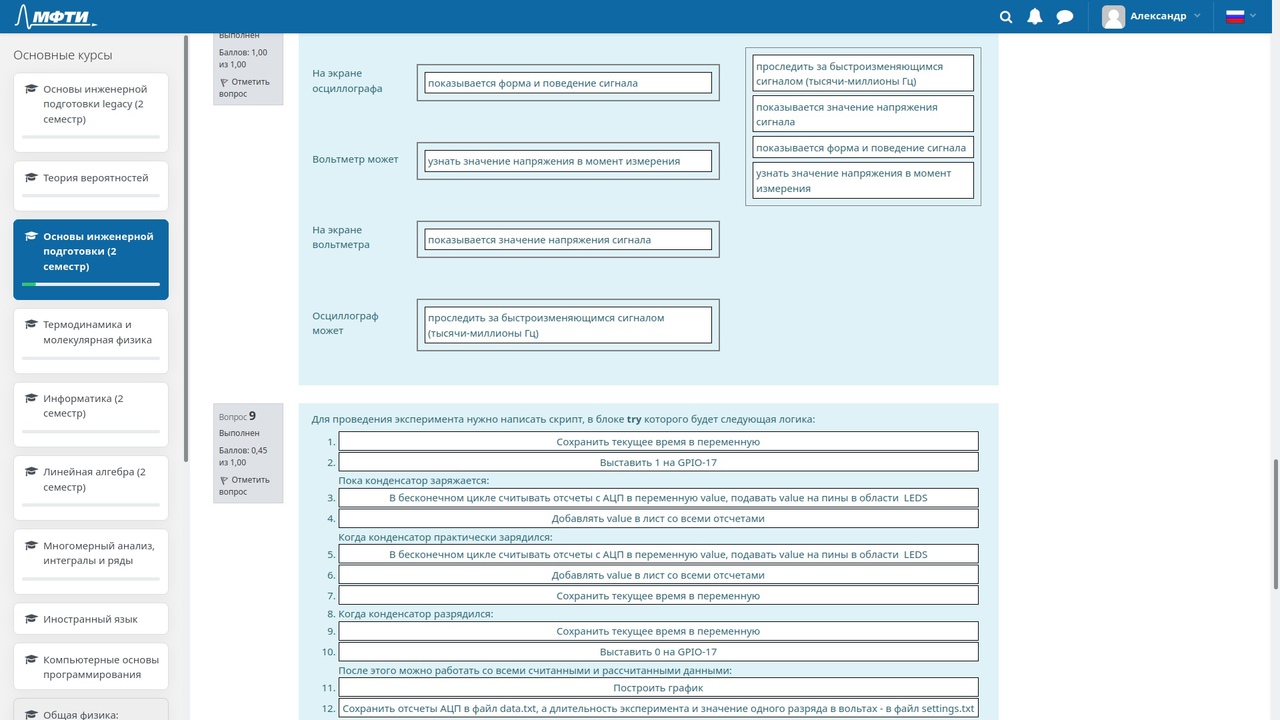 МФТИ
Александр
Основные курсы
Основы инженерной
подготовки legacy (2
семестр)
Теория вероятностей
Основы инженерной
подготовки (2
семестр)
Термодинамика и
молекулярная физика
Информатика (2
семестр)
Линейная алгебра (2
семестр)
Многомерный анализ,
интегралы и ряды
Иностранный язык
Компьютерные основы
программирования
Общая физика:
Выполнен
Баллов: 1,00
из 1,00
Отметить
вопрос
На экране
осциллографа
показывается форма и поведение сигнала
Вольтметр может
узнать значение напряжения в момент измерения
На экране
вольтметра
показывается значение напряжения сигнала
Осциллограф
может
проследить за быстроизменяющимся сигналом
(тысячи-миллионы Гц)
проследить за быстроизменяющимся
сигналом (тысячи-миллионы Гц)
показывается значение напряжения
сигнала
показывается форма и поведение сигнала
узнать значение напряжения в момент
измерения
Вопрос 9
Выполнен
Баллов: 0,45
из 1,00
Отметить
вопрос
Для проведения эксперимента нужно написать скрипт, в блоке try которого будет следующая логика:
1. Сохранить текущее время в переменную
2. Выставить 1 на GPIO-17
Пока конденсатор заряжается:
3. В бесконечном цикле считывать отсчеты с АЦП в переменную value, подавать value на пины в области LEDS
4. Добавлять value в лист со всеми отсчетами
Когда конденсатор практически зарядился:
5. В бесконечном цикле считывать отсчеты с АЦП в переменную value, подавать value на пины в области LEDS
6. Добавлять value в лист со всеми отсчетами
7. Сохранить текущее время в переменную
8. Когда конденсатор разрядился:
9. Сохранить текущее время в переменную
10. Выставить 0 на GPIO-17
После этого можно работать со всеми считанными и рассчитанными данными:
11. Построить график
12. Сохранить отсчеты АЦП в файл data.txt, а длительность эксперимента и значение одного разряда в вольтах - в файл settings.txt